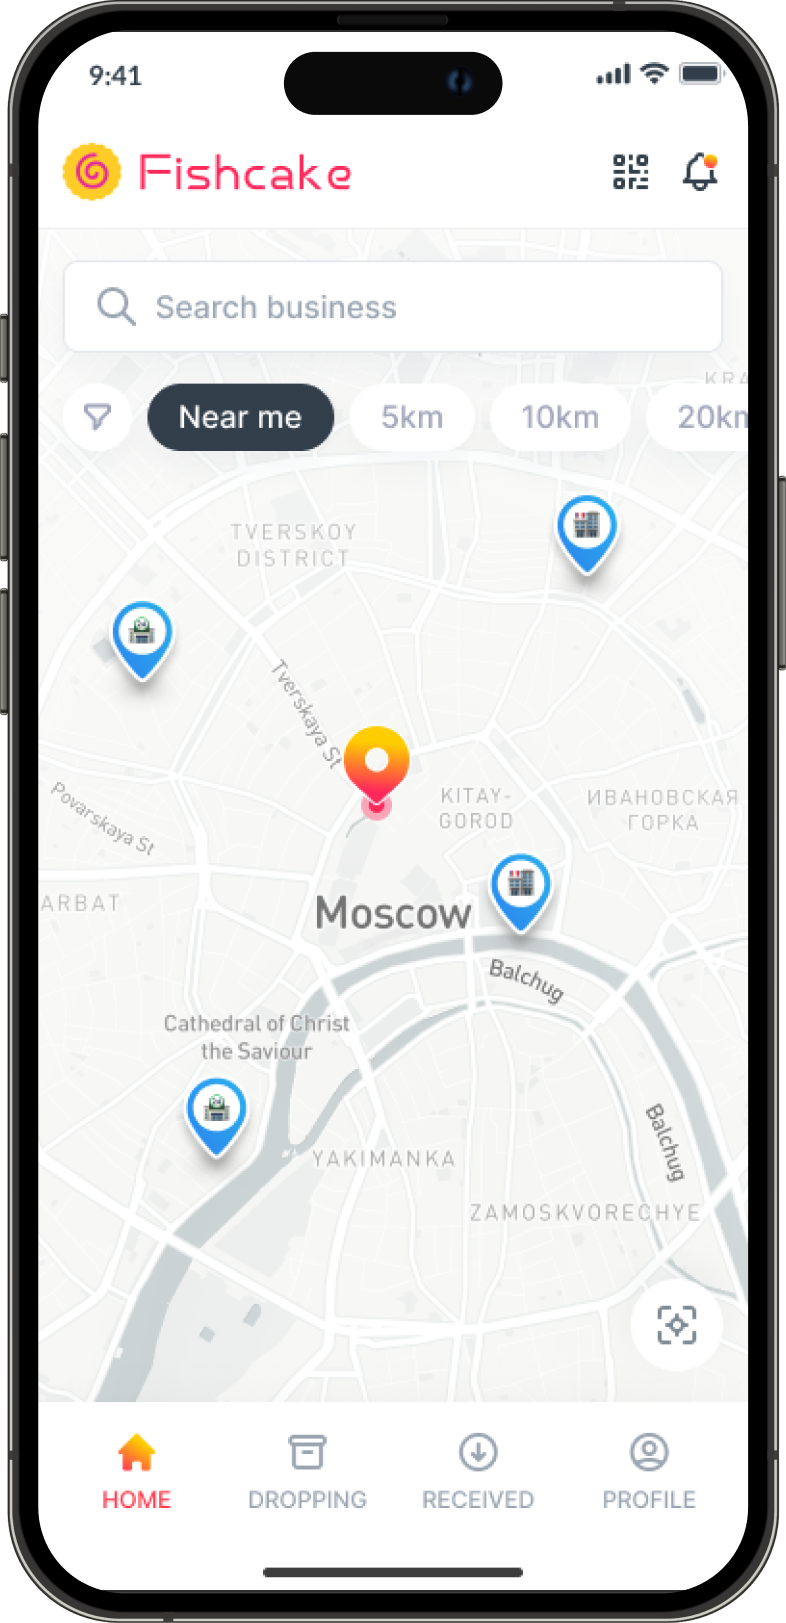 9:41
Fishcake
Search business
Near me
5km
10km
20km
TVERSKOY
DISTRICT
Tverskaya St
Povarskaya St
KITAY-
GOROD
ИВАНОВСКАЯ
ГОРКА
ARBAT
Moscow
Balchug
Cathedral of Christ
the Saviour
Balchug
YAKIMANKA
ZAMOSKVORECHYE
HOME
DROPPING
RECEIVED
PROFILE